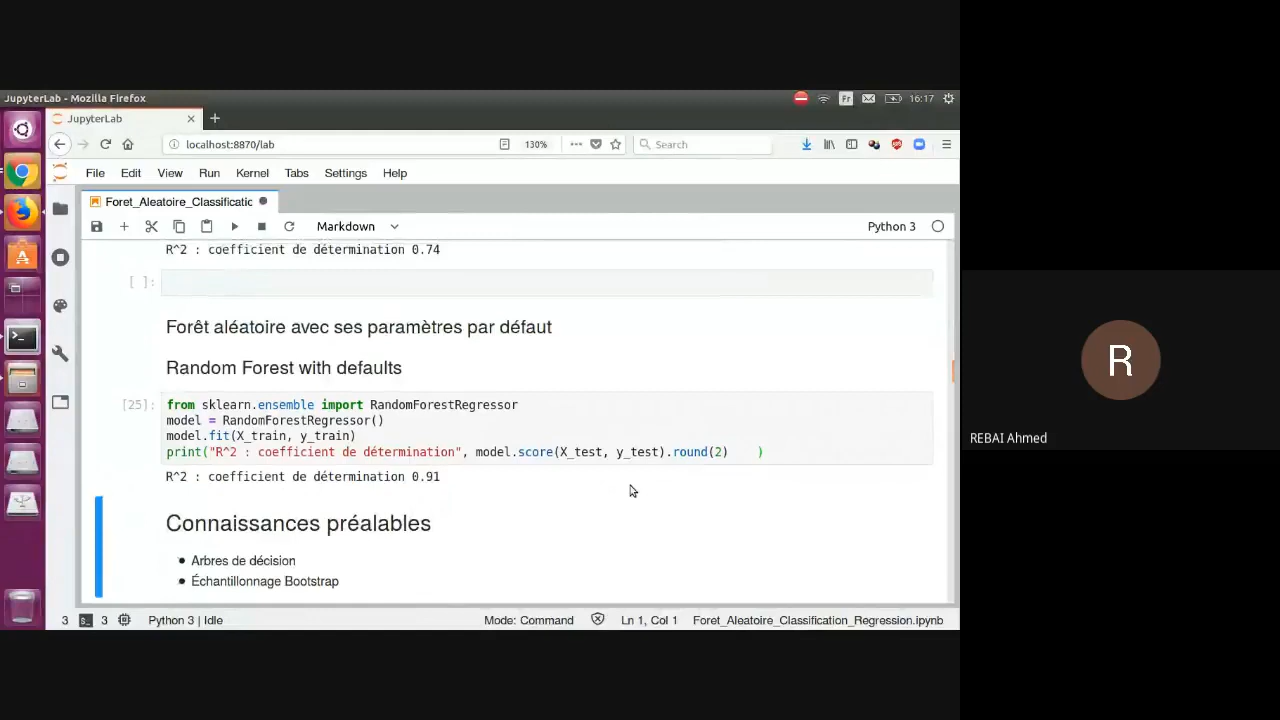 JupyterLab - Mozilla Firefox
Fr
16:17
JupyterLab
localhost:8870/lab
130%
Search
File Edit View Run Kernel Tabs Settings Help
Foret_Aleatoire_Classificatic
Markdown
Python 3
R^2 : coefficient de détermination 0.74
[ ]:
Forêt aléatoire avec ses paramètres par défaut
Random Forest with defaults
[25]:
from sklearn.ensemble import RandomForestRegressor
model = RandomForestRegressor()
model.fit(X_train, y_train)
print("R^2 : coefficient de détermination", model.score(X_test, y_test).round(2)    )
R^2 : coefficient de détermination 0.91
Connaissances préalables
• Arbres de décision
• Échantillonnage Bootstrap
3 3 Python 3 | Idle Mode: Command Ln 1, Col 1 Foret_Aleatoire_Classification_Regression.ipynb
R
REBAI Ahmed